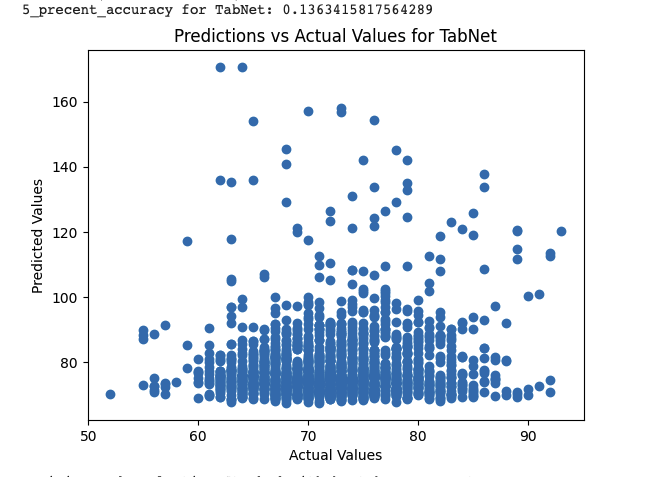 5_precent_accuracy for TabNet: 0.1363415817564289
Predictions vs Actual Values for TabNet
160
140
120
100
80
Predicted Values
50 60 70 80 90
Actual Values